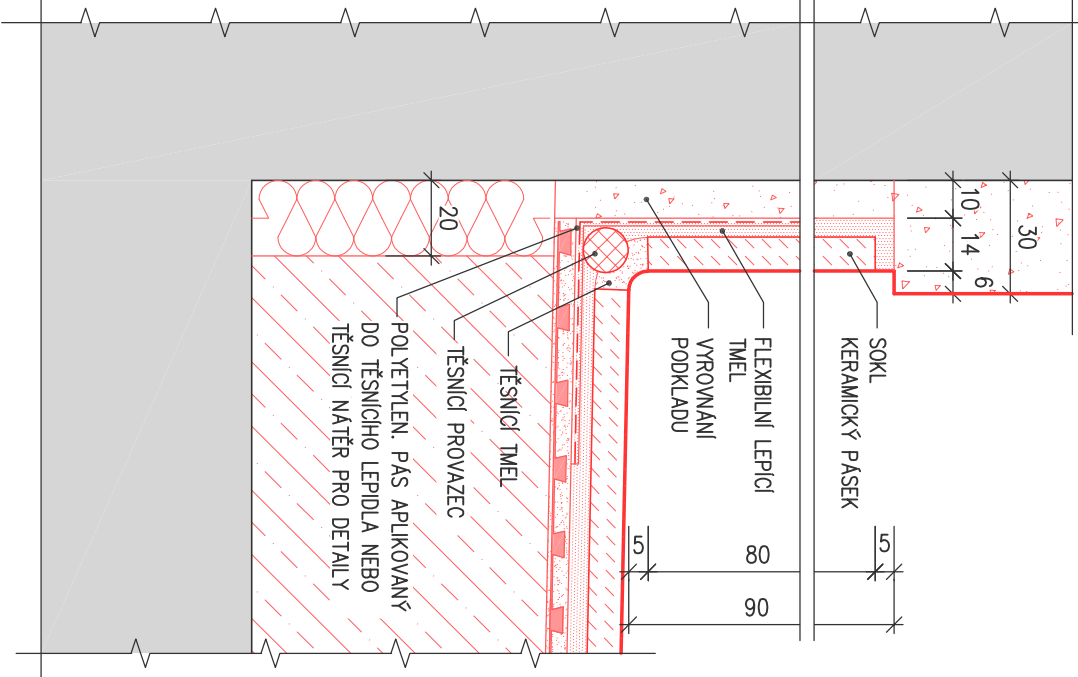 SOKL
KERAMICKÝ PÁSEK
FLEXIBILNÍ LEPÍCÍ
TMEL
VYROVNÁNÍ
PODKLADU
TĚSNÍCÍ TMEL
TĚSNÍCÍ PROVAZEC
POLYETYLEN. PÁS APLIKOVANÝ
DO TĚSNÍCÍHO LEPIDLA NEBO
TĚSNÍCÍ NÁTĚR PRO DETAILY
30
10
14
6
20
5
80
5
90